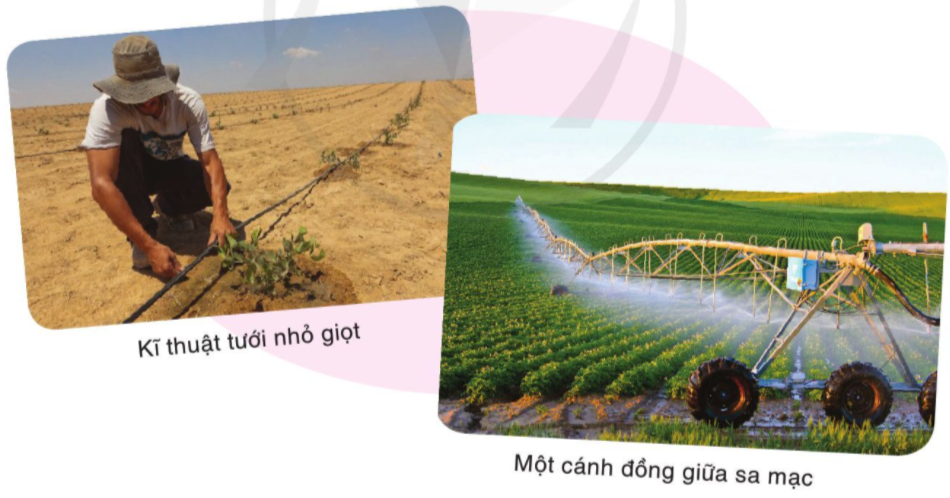 Kĩ thuật tưới nhỏ giọt
Một cánh đồng giữa sa mạc